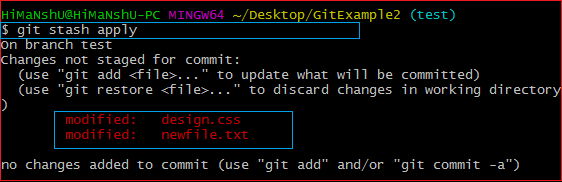 HiMaNshU@HiMaNshU-PC MINGW64 ~/Desktop/GitExample2 (test)
$ git stash apply
On branch test
Changes not staged for commit:
  (use "git add <file>..." to update what will be committed)
  (use "git restore <file>..." to discard changes in working directory
)
        modified:   design.css
        modified:   newfile.txt
no changes added to commit (use "git add" and/or "git commit -a")